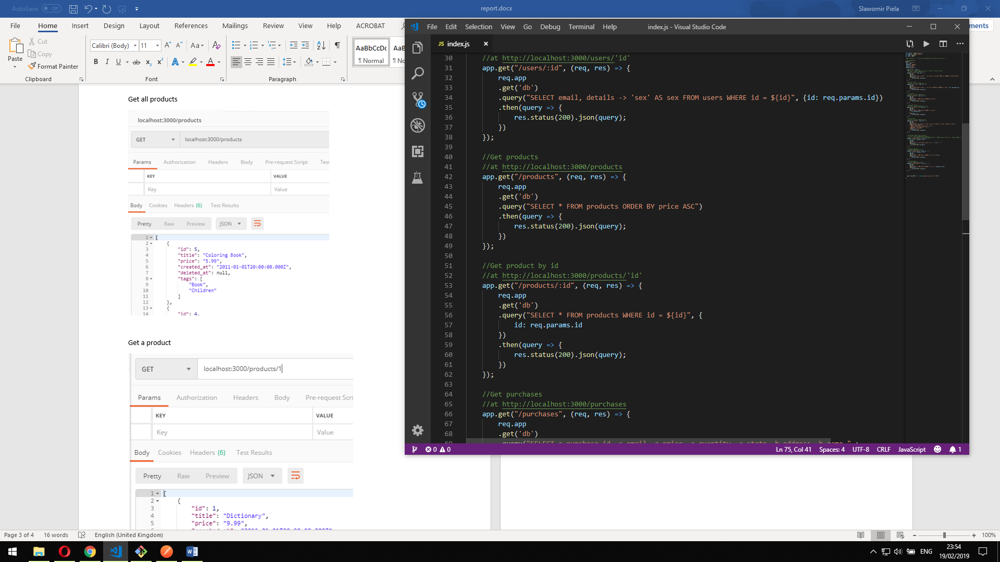 AutoSave Off
report.docx
Slawomir Piela
File Home Insert Design Layout References Mailings Review View Help ACROBAT
ments
Paste
Cut
Copy
Format Painter
Clipboard
Calibri (Body) 11
Font
Paragraph
AaBbCcDc
¶ Normal
Get all products
localhost:3000/products
GET localhost:3000/products
Params Authorization Headers Body Pre-request Script Test
KEY VALUE
Key Value
Body Cookies Headers (6) Test Results
Pretty Raw Preview JSON
1 [
2 {
3 "id": 5,
4 "title": "Coloring Book",
5 "price": "5.99",
6 "created_at": "2011-01-01T20:00:00.000Z",
7 "deleted_at": null,
8 "tags": [
9 "Book",
10 "Children"
11 ]
12 },
13 {
14 "id": 4,
Get a product
GET localhost:3000/products/1
Params Authorization Headers Body Pre-request Scri
KEY VALUE
Key Value
Body Cookies Headers (6) Test Results
Pretty Raw Preview JSON
1 [
2 {
3 "id": 1,
4 "title": "Dictionary",
5 "price": "9.99",
File Edit Selection View Go Debug Terminal Help
index.js - Visual Studio Code
JS index.js
30 //at http://localhost:3000/users/'id'
31 app.get("/users/:id", (req, res) => {
32 req.app
33 .get('db')
34 .query("SELECT email, details -> 'sex' AS sex FROM users WHERE id = ${id}", {id: req.params.id})
35 .then(query => {
36 res.status(200).json(query);
37 })
38 });
39
40 //Get products
41 //at http://localhost:3000/products
42 app.get("/products", (req, res) => {
43 req.app
44 .get('db')
45 .query("SELECT * FROM products ORDER BY price ASC")
46 .then(query => {
47 res.status(200).json(query);
48 })
49 });
50
51 //Get product by id
52 //at http://localhost:3000/products/'id'
53 app.get("/products/:id", (req, res) => {
54 req.app
55 .get('db')
56 .query("SELECT * FROM products WHERE id = ${id}", {
57 id: req.params.id
58 })
59 .then(query => {
60 res.status(200).json(query);
61 })
62 });
63
64 //Get purchases
65 //at http://localhost:3000/purchases
66 app.get("/purchases", (req, res) => {
67 req.app
68 .get('db')
0 0
Ln 75, Col 41 Spaces: 4 UTF-8 CRLF JavaScript 1
Page 3 of 4 16 words English (United Kingdom)
100%
ENG
23:54
19/02/2019